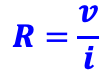 R = v/i